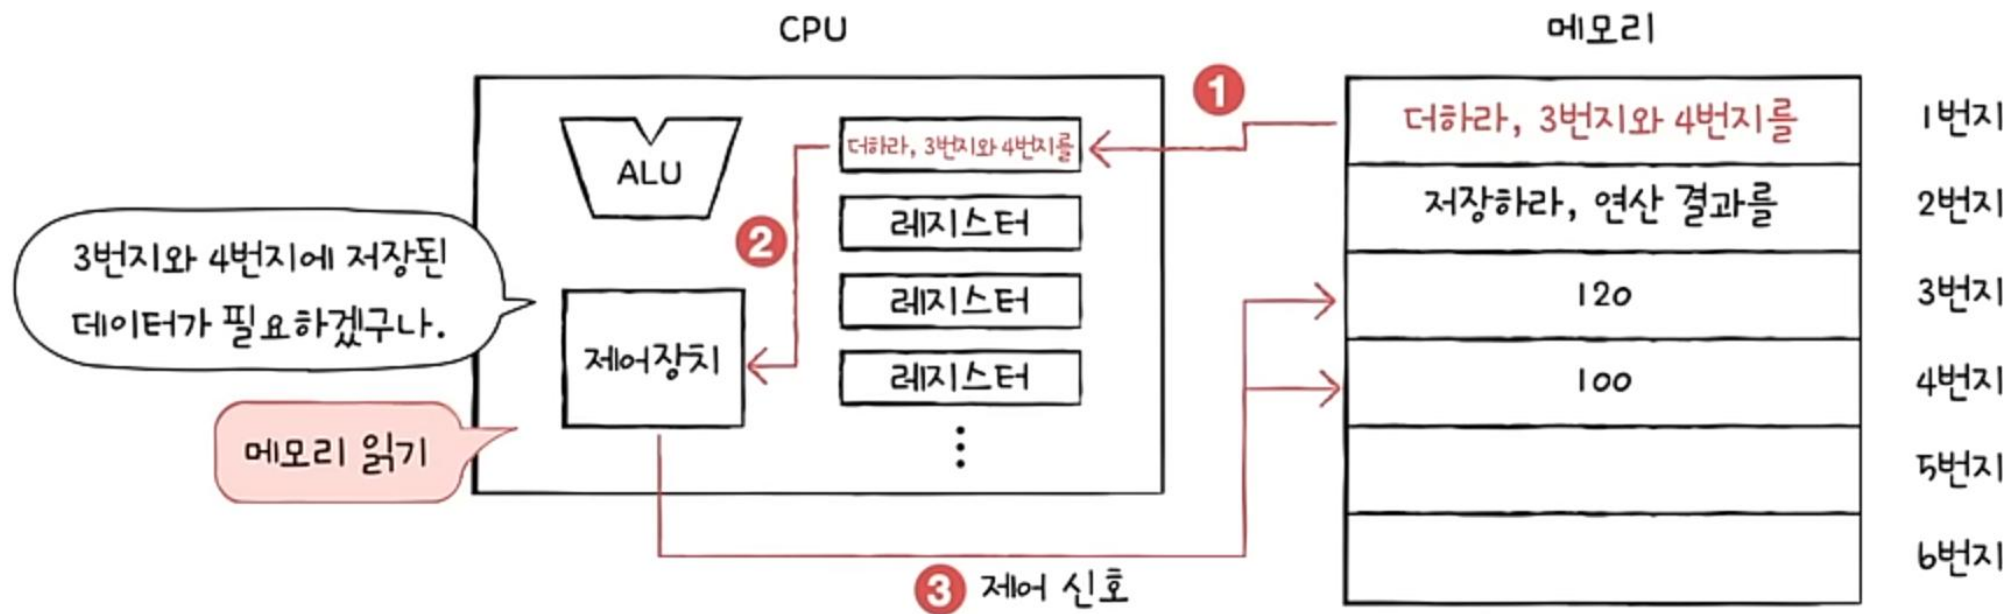 CPU
메모리
1
더하라, 3번지와 4번지를
1번지
ALU
더하라, 3번지와 4번지를
2
레지스터
저장하라, 연산 결과를
2번지
3번지와 4번지에 저장된
데이터가 필요하겠구나.
레지스터
120
3번지
제어장치
레지스터
100
4번지
메모리 읽기
5번지
3 제어 신호
6번지